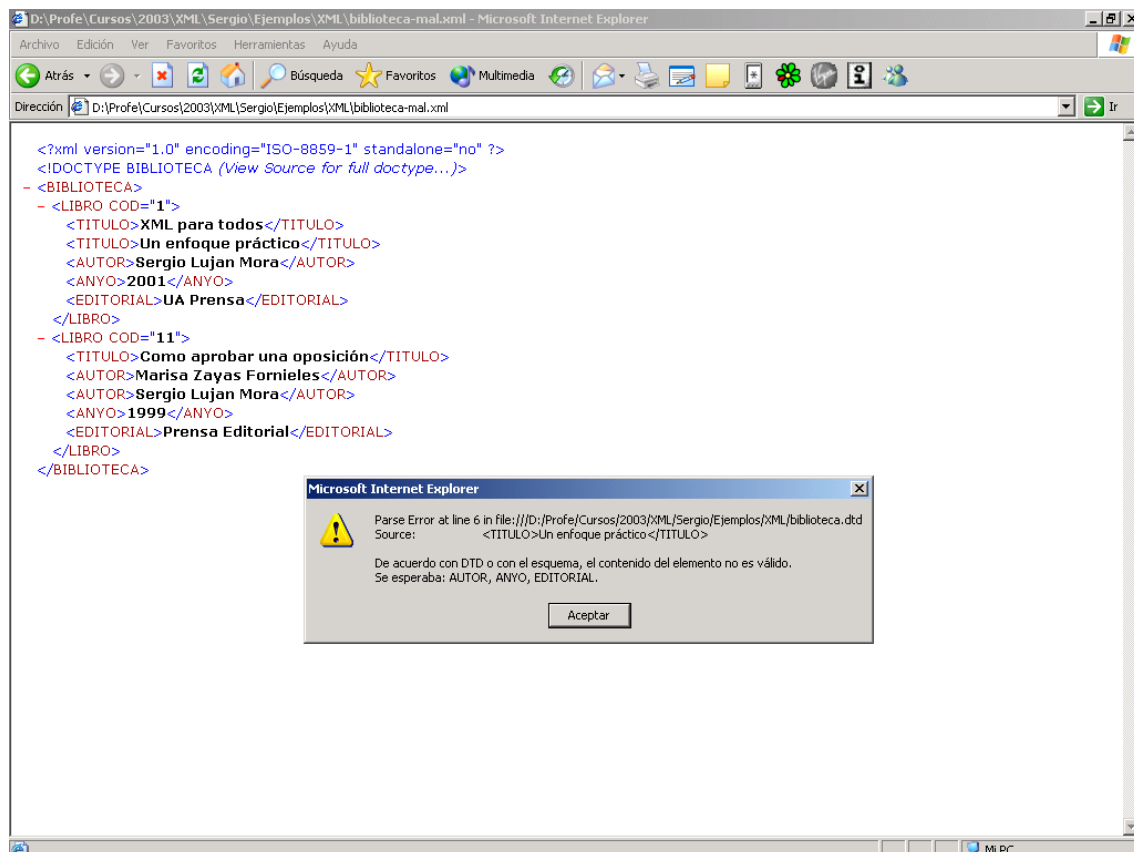 D:\Profe\Cursos\2003\XML\Sergio\Ejemplos\XML\biblioteca-mal.xml - Microsoft Internet Explorer
Archivo Edición Ver Favoritos Herramientas Ayuda
Atrás Búsqueda Favoritos Multimedia
Dirección D:\Profe\Cursos\2003\XML\Sergio\Ejemplos\XML\biblioteca-mal.xml Ir
<?xml version="1.0" encoding="ISO-8859-1" standalone="no" ?>
<!DOCTYPE BIBLIOTECA (View Source for full doctype...)>
- <BIBLIOTECA>
- <LIBRO COD="1">
<TITULO>XML para todos</TITULO>
<TITULO>Un enfoque práctico</TITULO>
<AUTOR>Sergio Lujan Mora</AUTOR>
<ANYO>2001</ANYO>
<EDITORIAL>UA Prensa</EDITORIAL>
</LIBRO>
- <LIBRO COD="11">
<TITULO>Como aprobar una oposición</TITULO>
<AUTOR>Marisa Zayas Fornieles</AUTOR>
<AUTOR>Sergio Lujan Mora</AUTOR>
<ANYO>1999</ANYO>
<EDITORIAL>Prensa Editorial</EDITORIAL>
</LIBRO>
</BIBLIOTECA>
Microsoft Internet Explorer
Parse Error at line 6 in file:///D:/Profe/Cursos/2003/XML/Sergio/Ejemplos/XML/biblioteca.dtd
Source: <TITULO>Un enfoque práctico</TITULO>
De acuerdo con DTD o con el esquema, el contenido del elemento no es válido.
Se esperaba: AUTOR, ANYO, EDITORIAL.
Aceptar
Mi PC